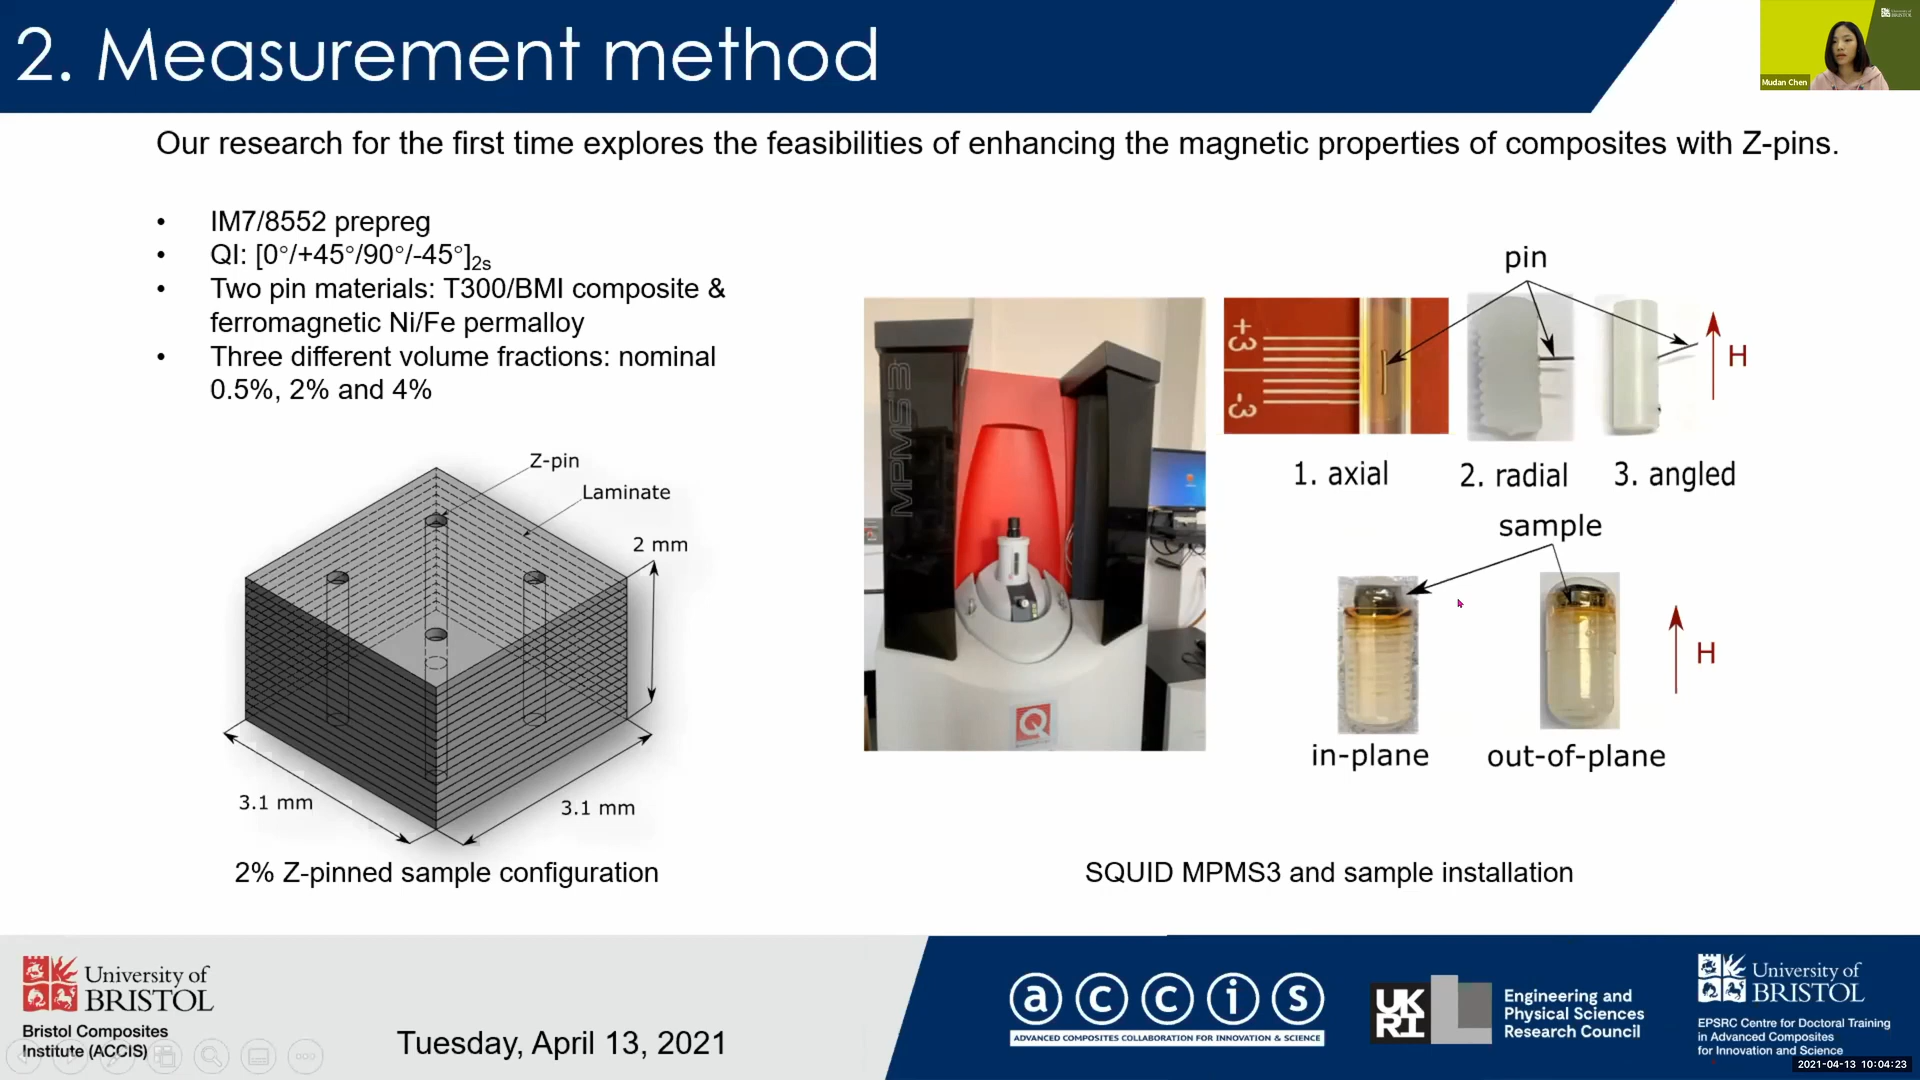 2. Measurement method
University of
BRISTOL
Mudan Chen
Our research for the first time explores the feasibilities of enhancing the magnetic properties of composites with Z-pins.
• IM7/8552 prepreg
• QI: [0°/+45°/90°/-45°]2s
• Two pin materials: T300/BMI composite &
ferromagnetic Ni/Fe permalloy
• Three different volume fractions: nominal
0.5%, 2% and 4%
Z-pin
Laminate
2 mm
3.1 mm
3.1 mm
2% Z-pinned sample configuration
MPMS3
Q
pin
+3
-3
H
1. axial
2. radial
3. angled
sample
H
in-plane
out-of-plane
SQUID MPMS3 and sample installation
University of
BRISTOL
Bristol Composites
Institute (ACCIS)
Tuesday, April 13, 2021
accis
ADVANCED COMPOSITES COLLABORATION FOR INNOVATION & SCIENCE
UK
RI
Engineering and
Physical Sciences
Research Council
University of
BRISTOL
EPSRC Centre for Doctoral Training
in Advanced Composites
for Innovation and Science
2021-04-13 10:04:23